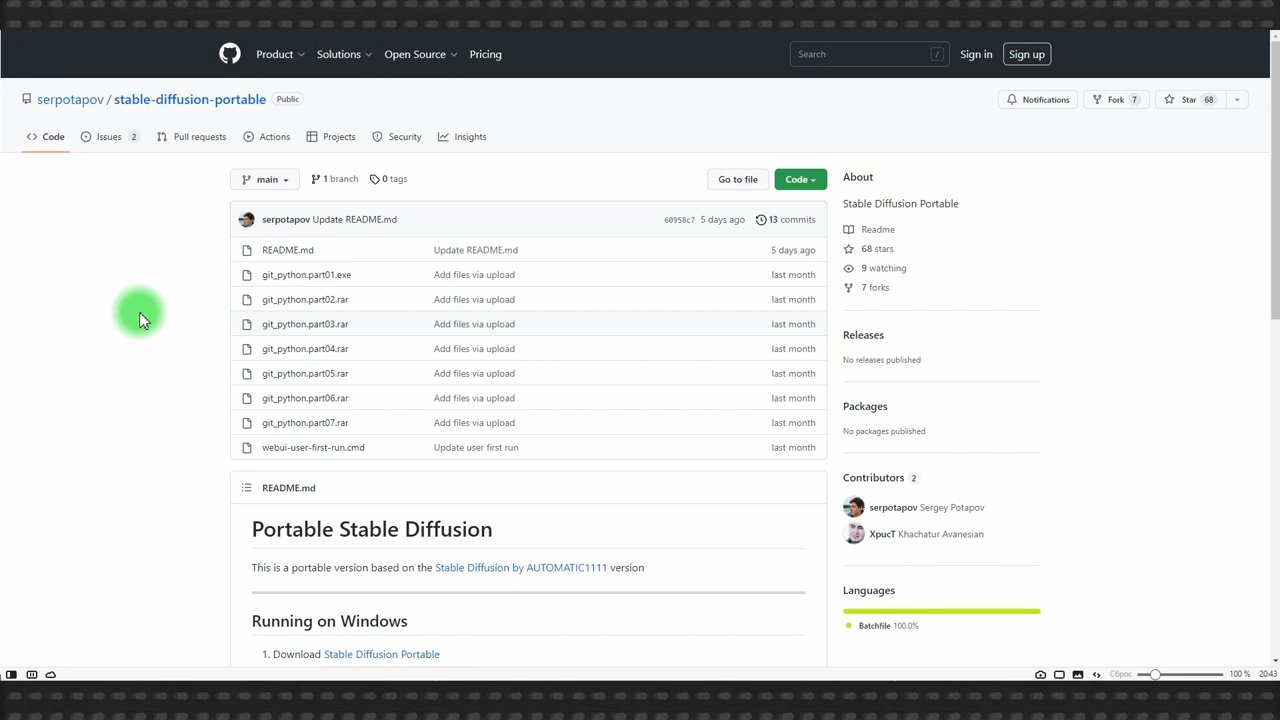 Product Solutions Open Source Pricing Search / Sign in Sign up
serpotapov / stable-diffusion-portable Public Notifications Fork 7 Star 68
Code Issues 2 Pull requests Actions Projects Security Insights
main 1 branch 0 tags Go to file Code
serpotapov Update README.md 60958c7 5 days ago 13 commits
README.md Update README.md 5 days ago
git_python.part01.exe Add files via upload last month
git_python.part02.rar Add files via upload last month
git_python.part03.rar Add files via upload last month
git_python.part04.rar Add files via upload last month
git_python.part05.rar Add files via upload last month
git_python.part06.rar Add files via upload last month
git_python.part07.rar Add files via upload last month
webui-user-first-run.cmd Update user first run last month
README.md
Portable Stable Diffusion
This is a portable version based on the Stable Diffusion by AUTOMATIC1111 version
Running on Windows
1. Download Stable Diffusion Portable
About
Stable Diffusion Portable
Readme
68 stars
9 watching
7 forks
Releases
No releases published
Packages
No packages published
Contributors 2
serpotapov Sergey Potapov
XpucT Khachatur Avanesian
Languages
Batchfile 100.0%
Сброс 100 % 20:43